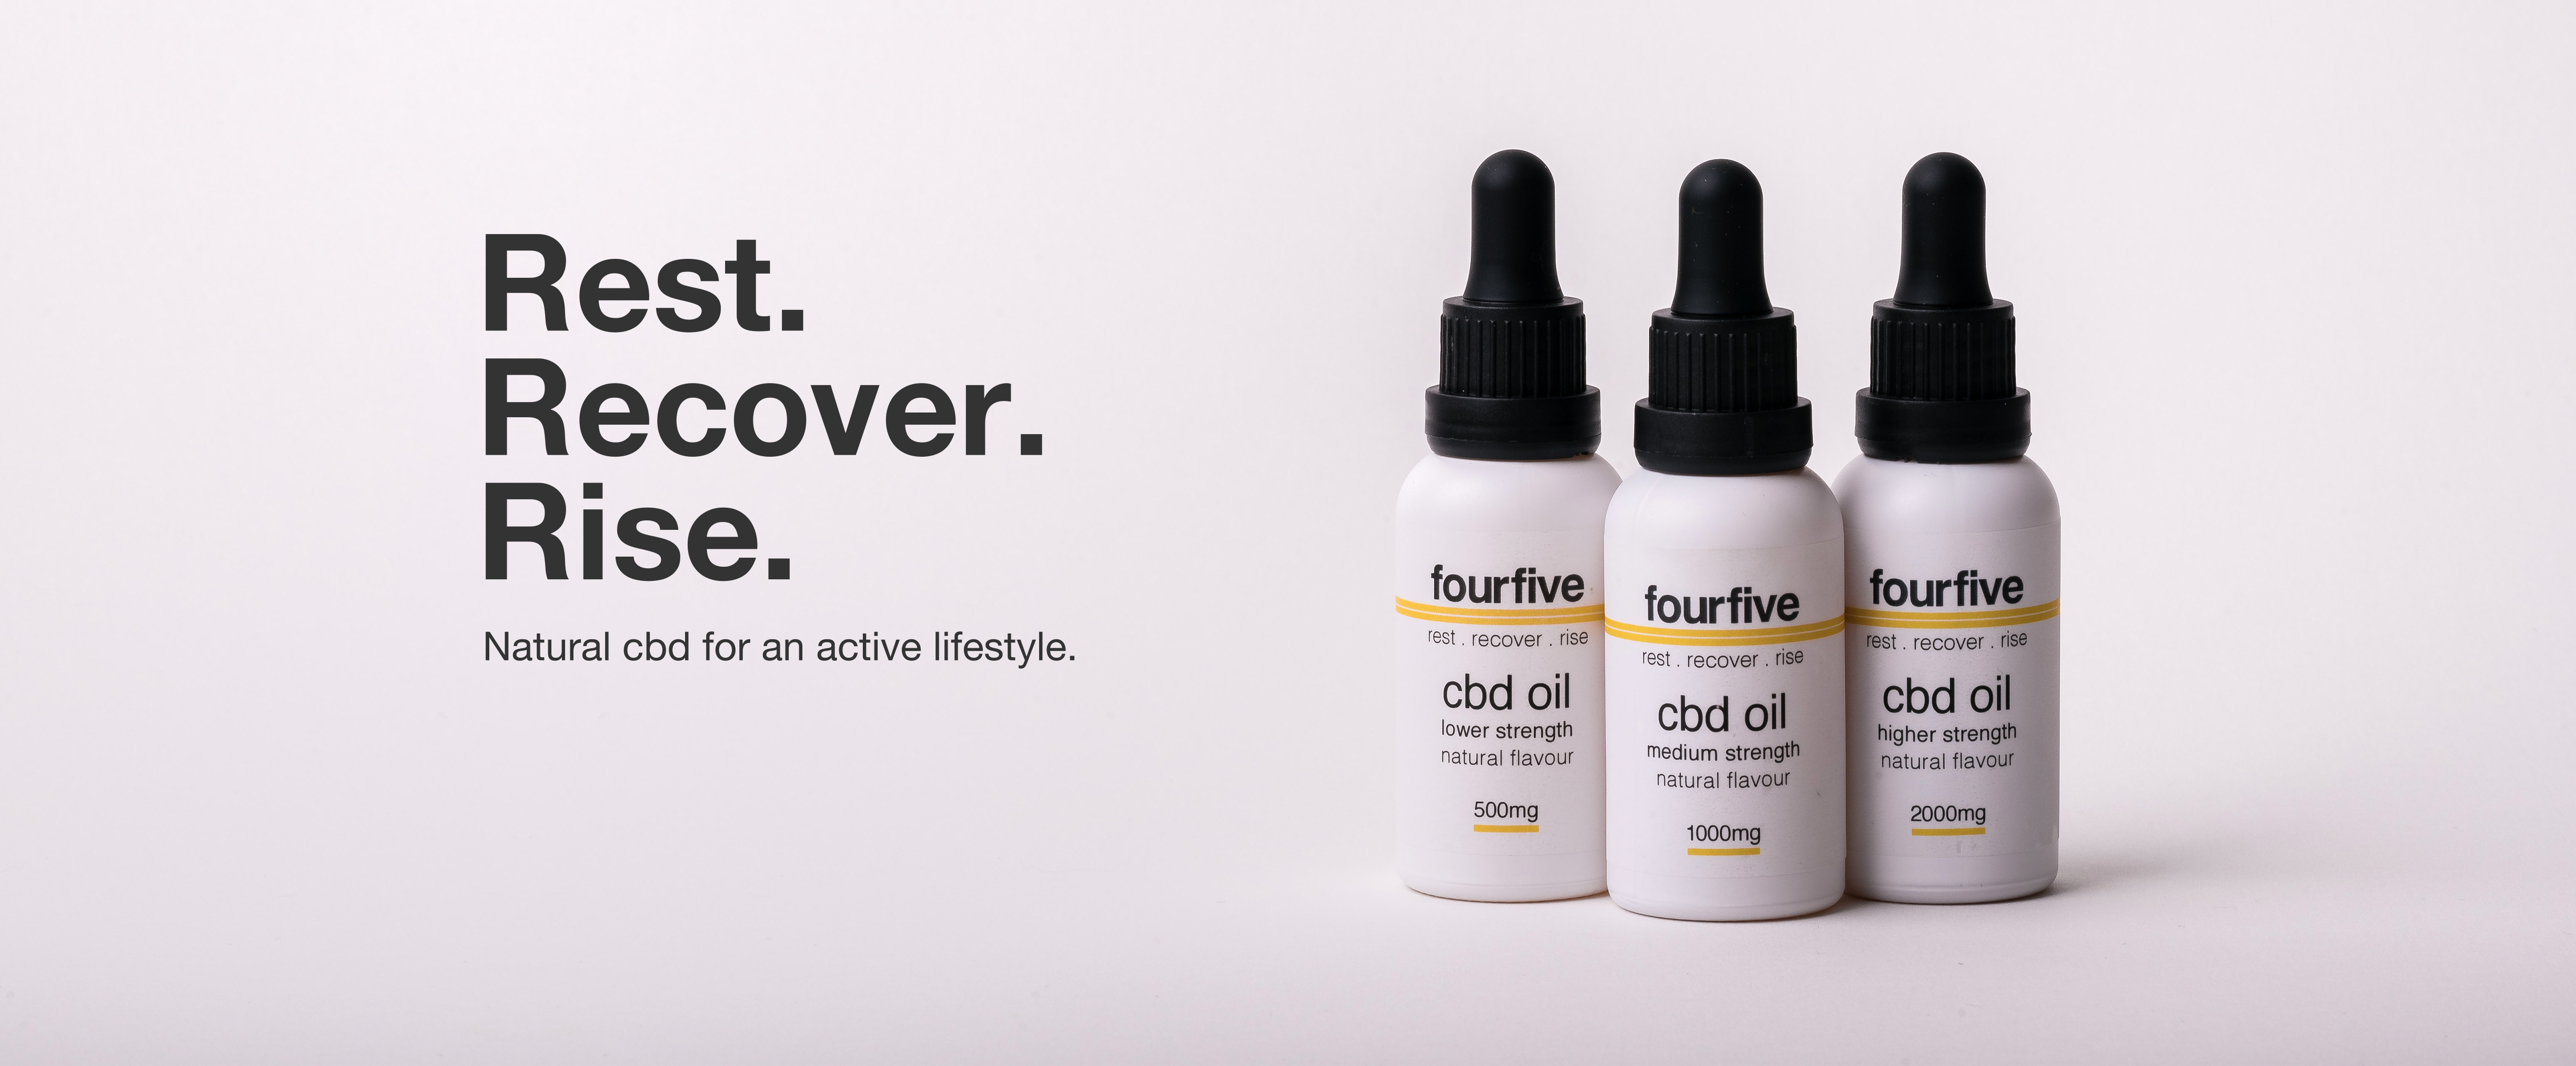 Rest.
Recover.
Rise.
Natural cbd for an active lifestyle.
fourfive
rest . recover . rise
cbd oil
lower strength
natural flavour
500mg
fourfive
rest . recover . rise
cbd oil
medium strength
natural flavour
1000mg
fourfive
rest . recover . rise
cbd oil
higher strength
natural flavour
2000mg